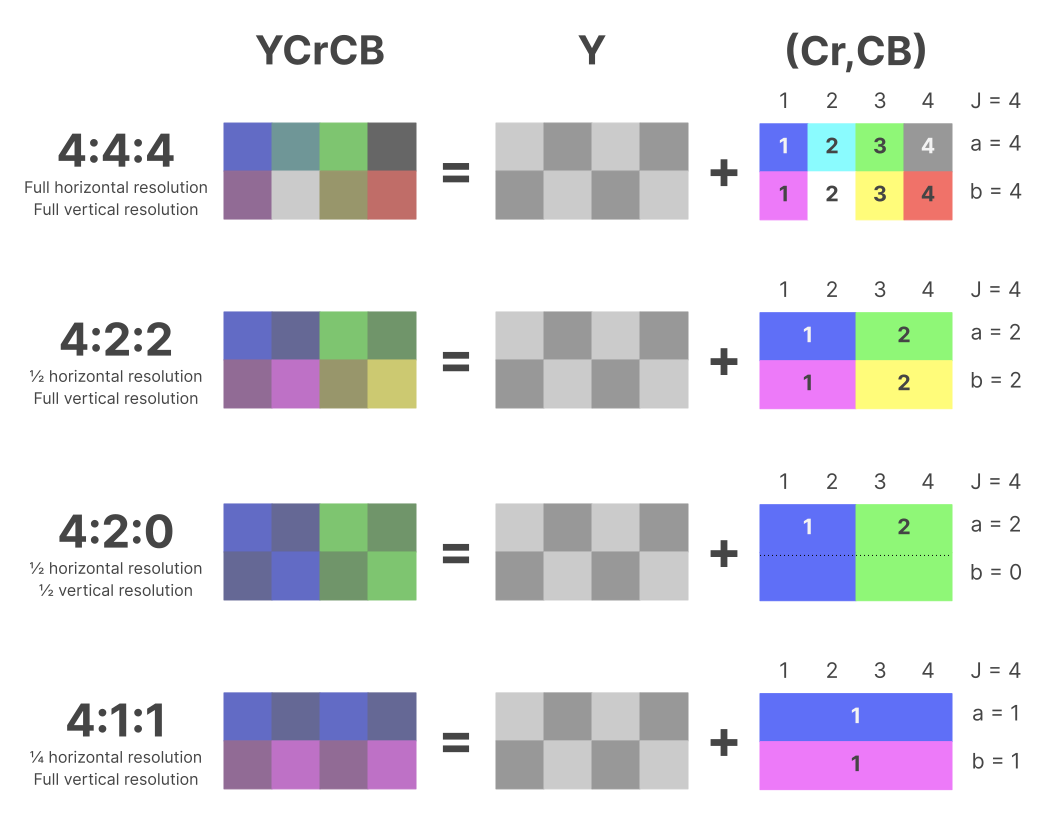 YCrCB Y (Cr,CB)
1 2 3 4 J = 4
4:4:4
Full horizontal resolution
Full vertical resolution
= +
1 2 3 4 a = 4
1 2 3 4 b = 4
1 2 3 4 J = 4
4:2:2
½ horizontal resolution
Full vertical resolution
= +
1 2 a = 2
1 2 b = 2
1 2 3 4 J = 4
4:2:0
½ horizontal resolution
½ vertical resolution
= +
1 2 a = 2
b = 0
1 2 3 4 J = 4
4:1:1
¼ horizontal resolution
Full vertical resolution
= +
1 a = 1
1 b = 1